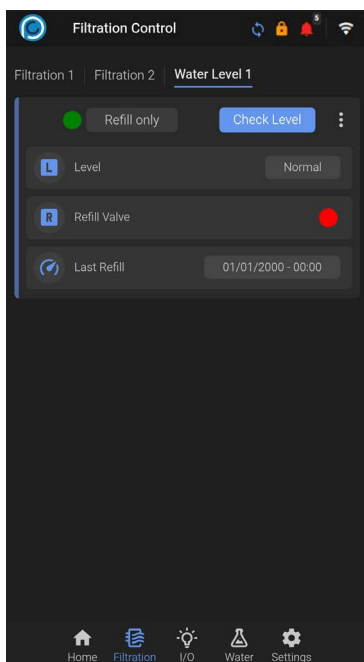 Filtration Control
5
Filtration 1 Filtration 2 Water Level 1
Refill only Check Level
L Level Normal
R Refill Valve
Last Refill 01/01/2000 - 00:00
Home Filtration I/O Water Settings